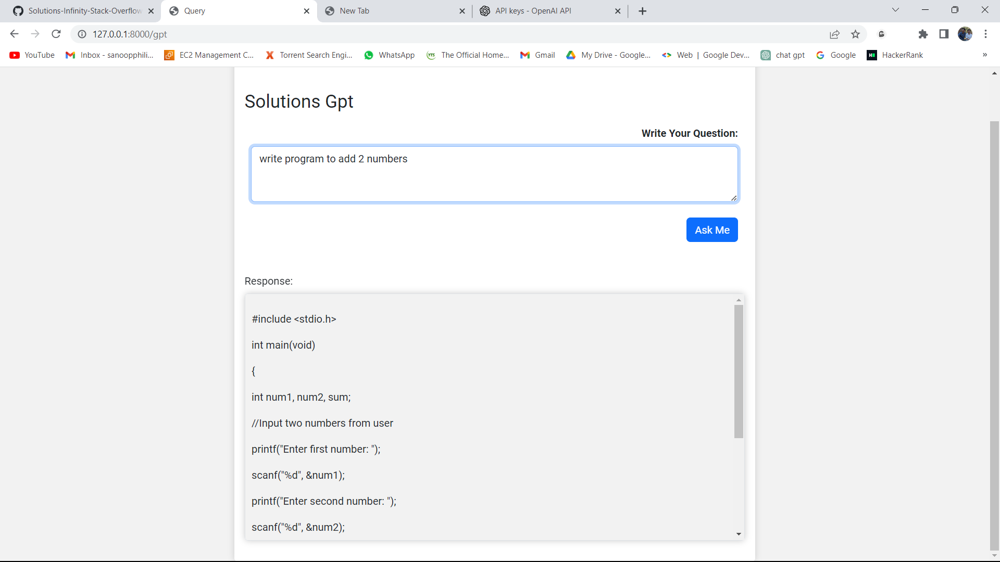 Solutions-Infinity-Stack-Overflow
Query
New Tab
API keys - OpenAI API
127.0.0.1:8000/gpt
YouTube
Inbox - sanoopphili...
EC2 Management C...
Torrent Search Engi...
WhatsApp
YTS
The Official Home...
Gmail
My Drive - Google...
Web | Google Dev...
chat gpt
Google
HackerRank
»
Solutions Gpt
Write Your Question:
write program to add 2 numbers
Ask Me
Response:
#include <stdio.h>
int main(void)
{
int num1, num2, sum;
//Input two numbers from user
printf("Enter first number: ");
scanf("%d", &num1);
printf("Enter second number: ");
scanf("%d", &num2);